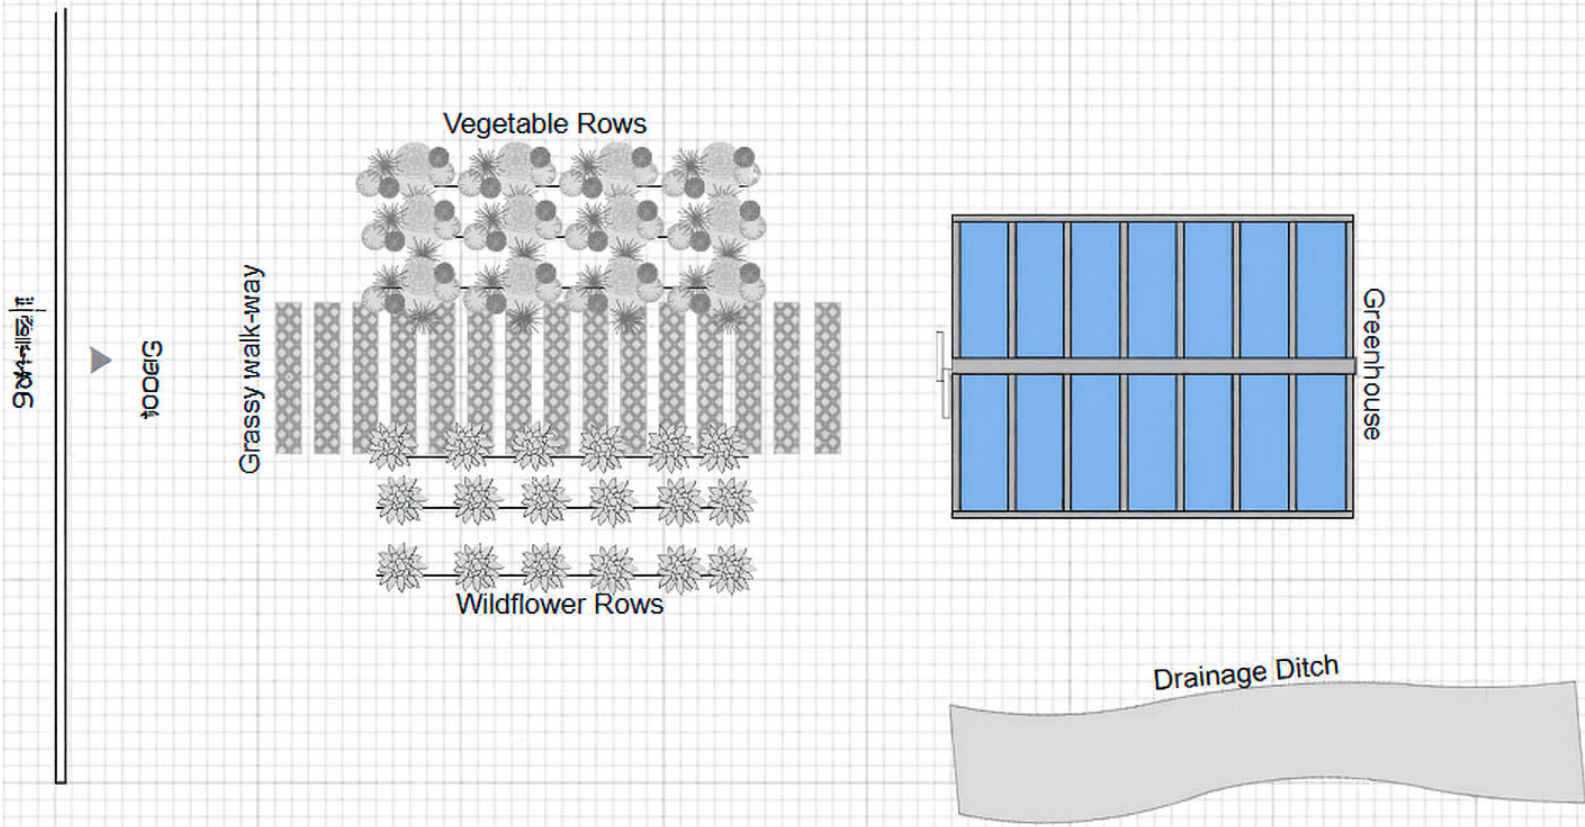 Vegetable Rows
Grassy walk-way
Greenhouse
Wildflower Rows
Drainage Ditch